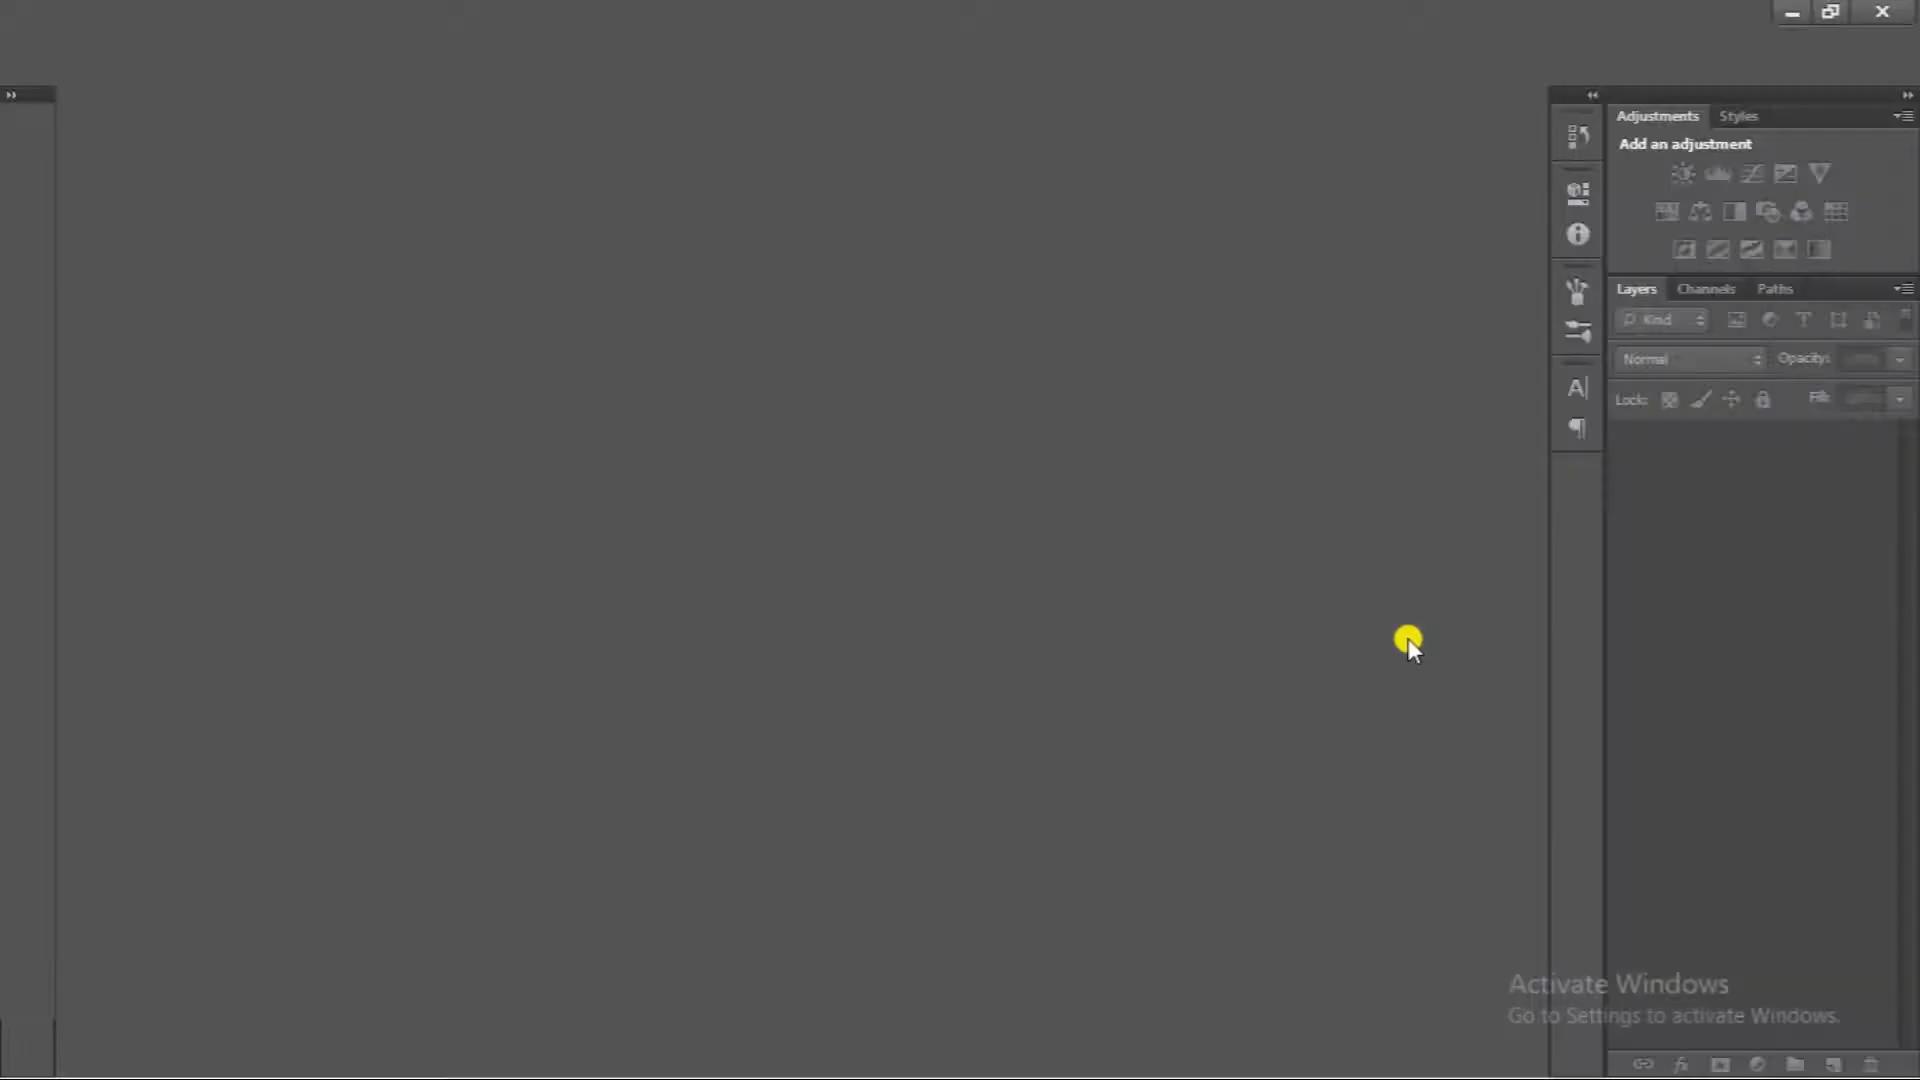 Adjustments Styles
Add an adjustment
Layers Channels Paths
Kind
Normal Opacity:
Lock: Fill:
Activate Windows
Go to Settings to activate Windows.